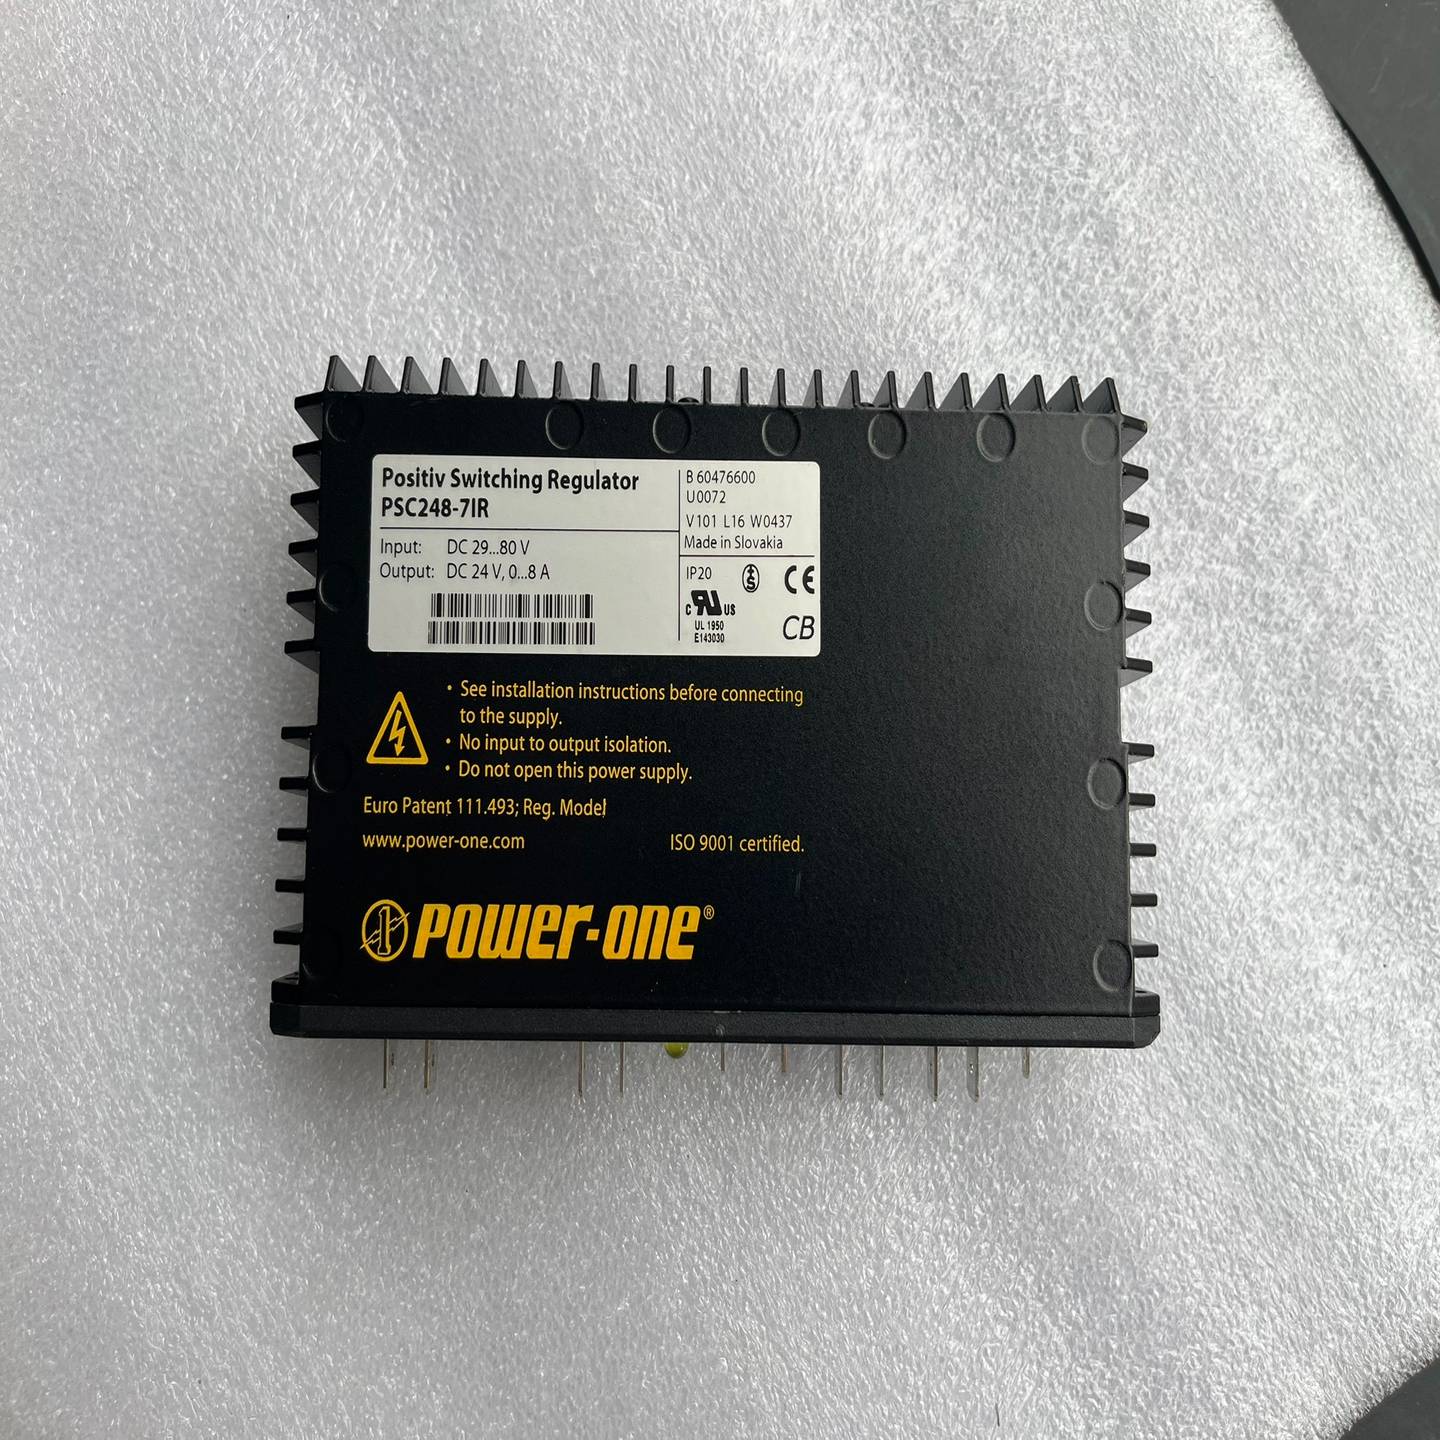 Positiv Switching Regulator
PSC248-7IR
Input: DC 29...80 V
Output: DC 24 V, 0...8 A
B 60476600
U0072
V101 L16 W0437
Made in Slovakia
IP20
S
CE
c RU US
UL 1950
E143030
CB
• See installation instructions before connecting
to the supply.
• No input to output isolation.
• Do not open this power supply.
Euro Patent 111.493; Reg. Model
www.power-one.com
ISO 9001 certified.
1 POWER-ONE®